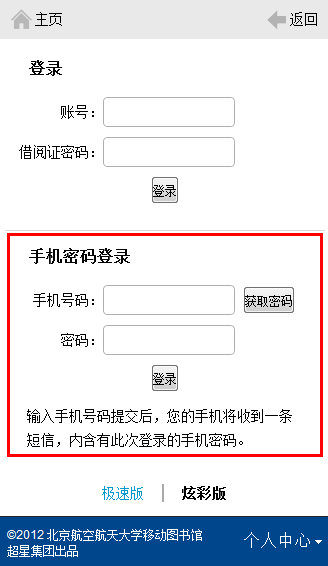 主页 返回
登录
账号：
借阅证密码：
登录
手机密码登录
手机号码： 获取密码
密码：
登录
输入手机号码提交后，您的手机将收到一条
短信，内含有此次登录的手机密码。
极速版 | 炫彩版
©2012 北京航空航天大学移动图书馆
超星集团出品
个人中心